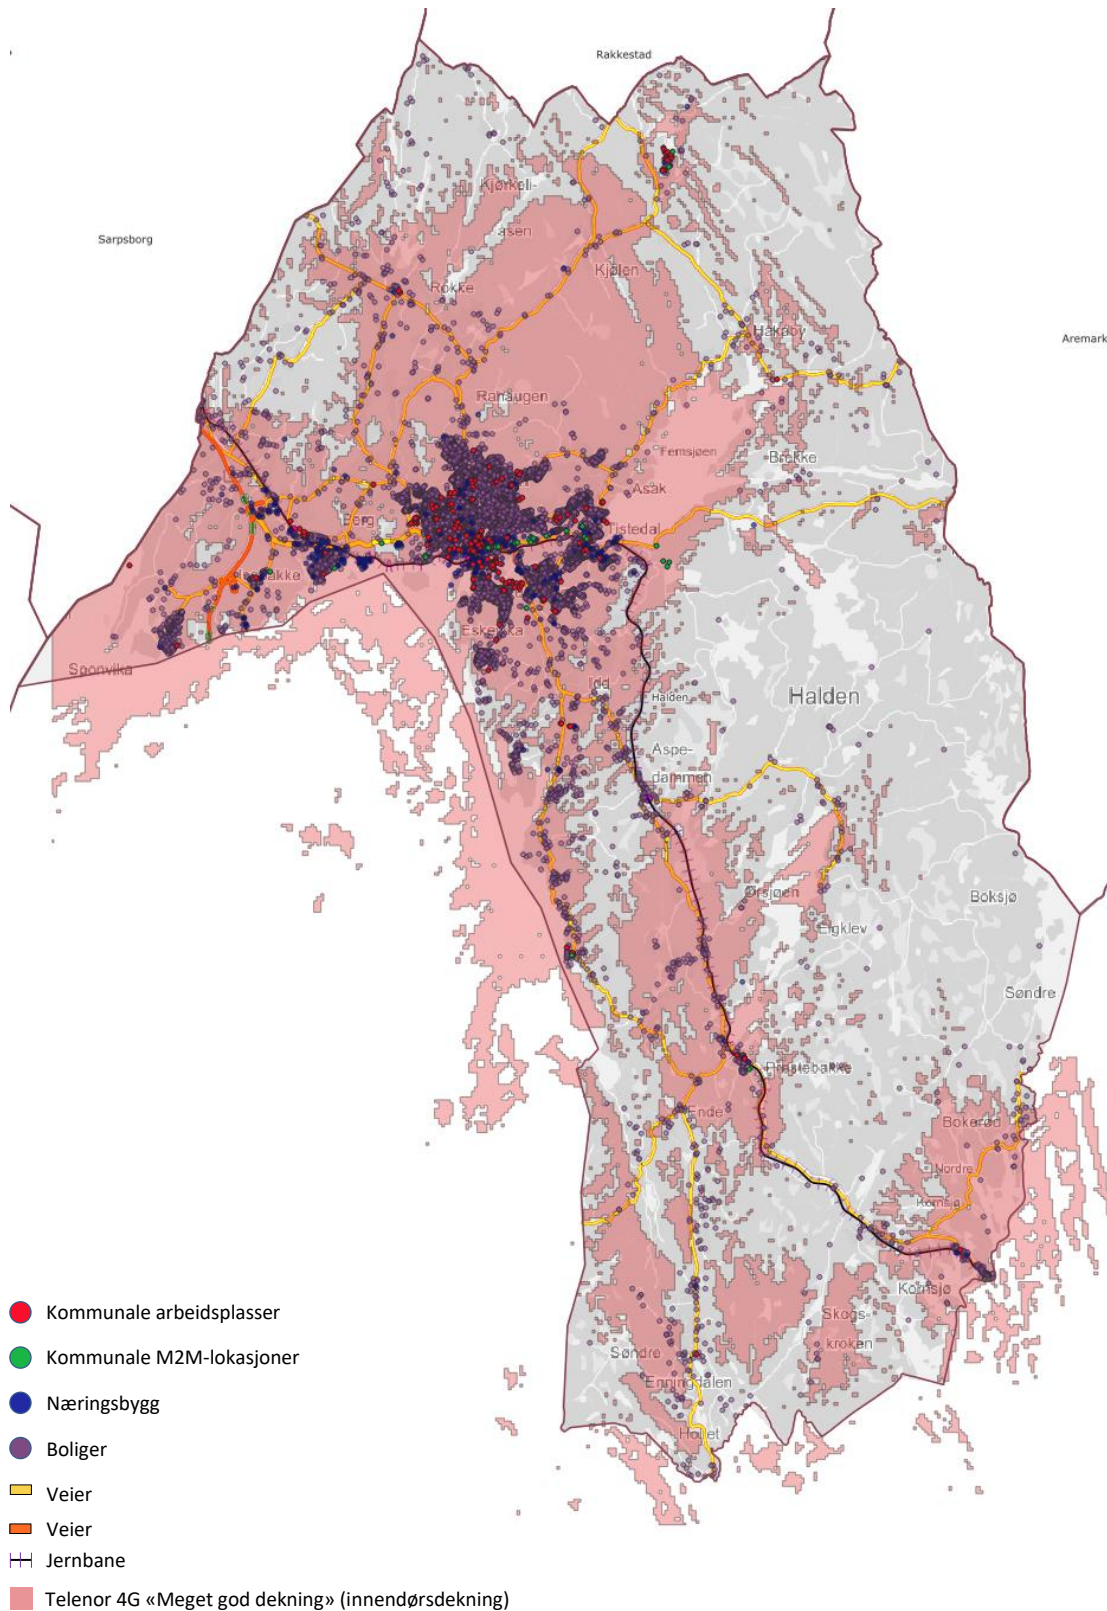 Rakkestad
Kjørkeli-
Sarpsborg
åsen
Kjølen
Rokke
Aremark
Hakaby
Ranaugen
Femsjøen
Brekke
Asak
Berg
Tistedal
Eskevika
Sponvika
Idd
Halden
Halden
Aspe-
dammen
Ørsjøen
Boksjø
Elgklev
Søndre
Prestebakke
Ende
Bokerød
Nordre
Kornsjø
Kornsjø
Skogs-
kroken
Søndre
Enningdalen
Holtet
Kommunale arbeidsplasser
Kommunale M2M-lokasjoner
Næringsbygg
Boliger
Veier
Veier
Jernbane
Telenor 4G «Meget god dekning» (innendørsdekning)